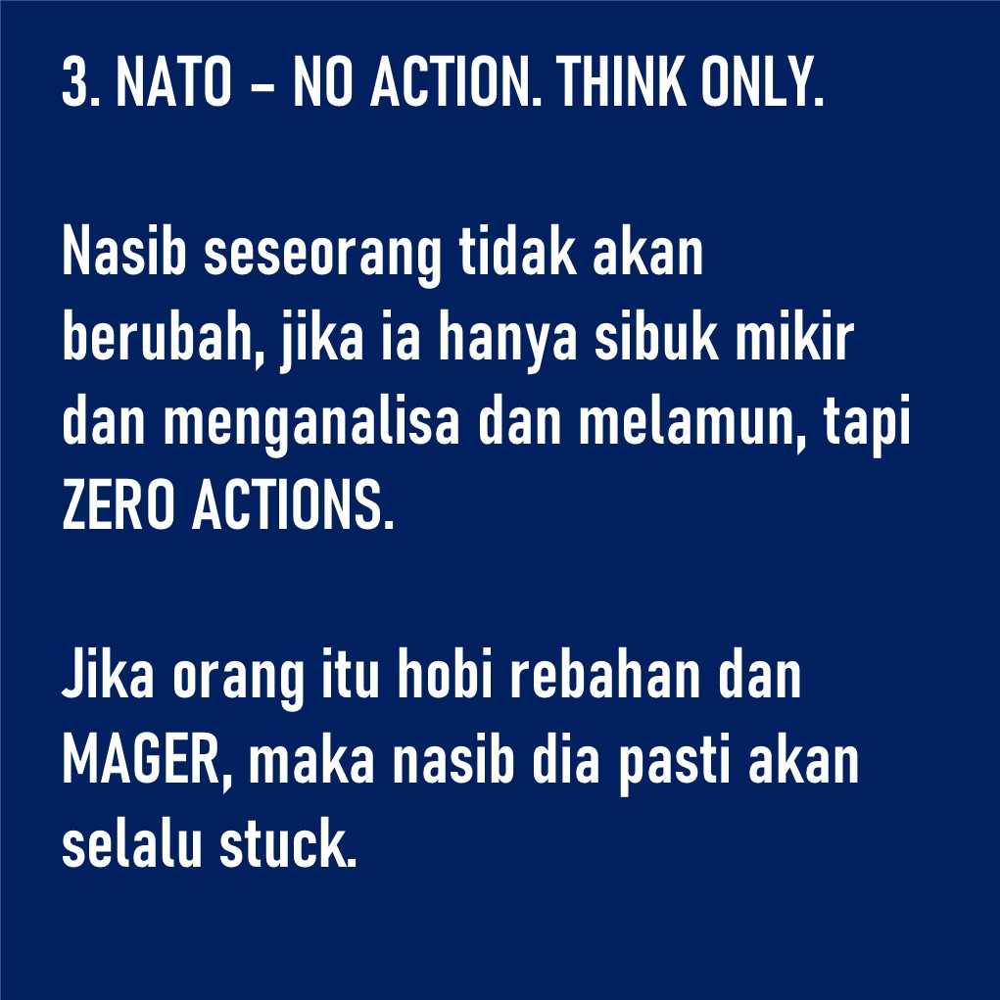 3. NATO – NO ACTION. THINK ONLY.
Nasib seseorang tidak akan
berubah, jika ia hanya sibuk mikir
dan menganalisa dan melamun, tapi
ZERO ACTIONS.
Jika orang itu hobi rebahan dan
MAGER, maka nasib dia pasti akan
selalu stuck.